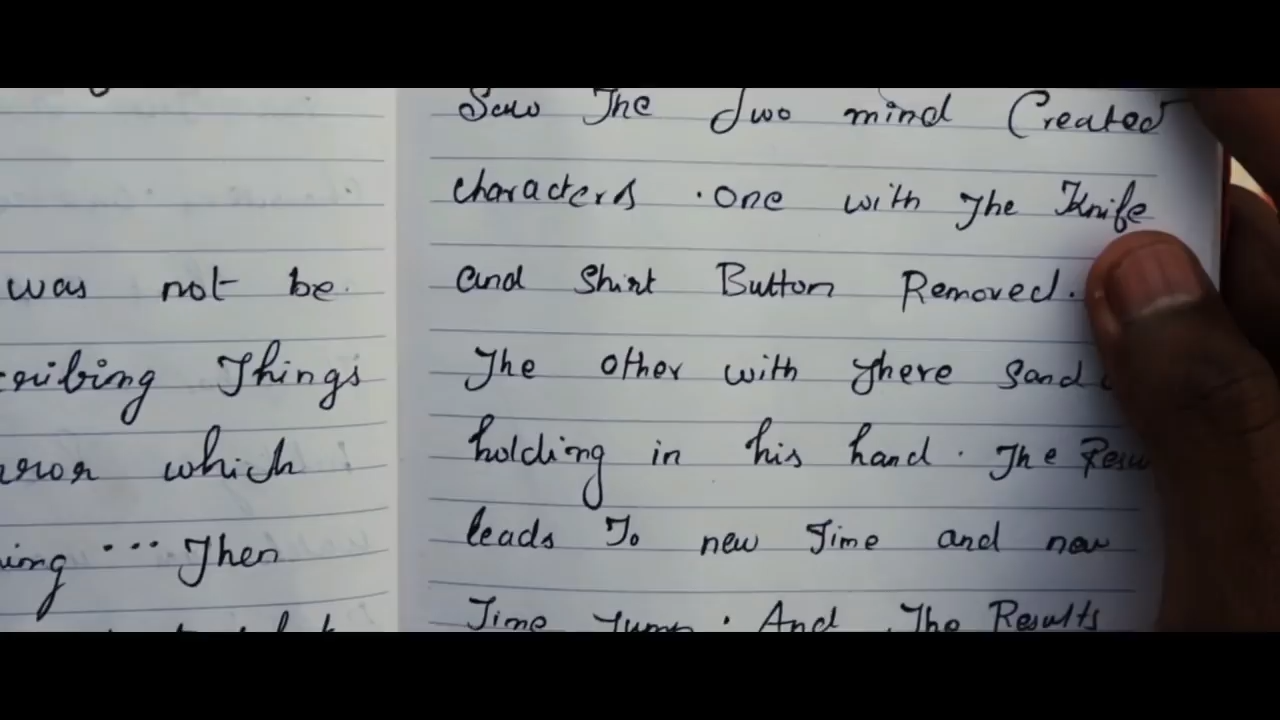 was not be.
Things
which
... Then
Saw The Two mind Created
characters . One with The Knife
and Shirt Button Removed.
The other with There Sand
holding in his hand . The
leads To new Time and new
Time Jump . And The Results